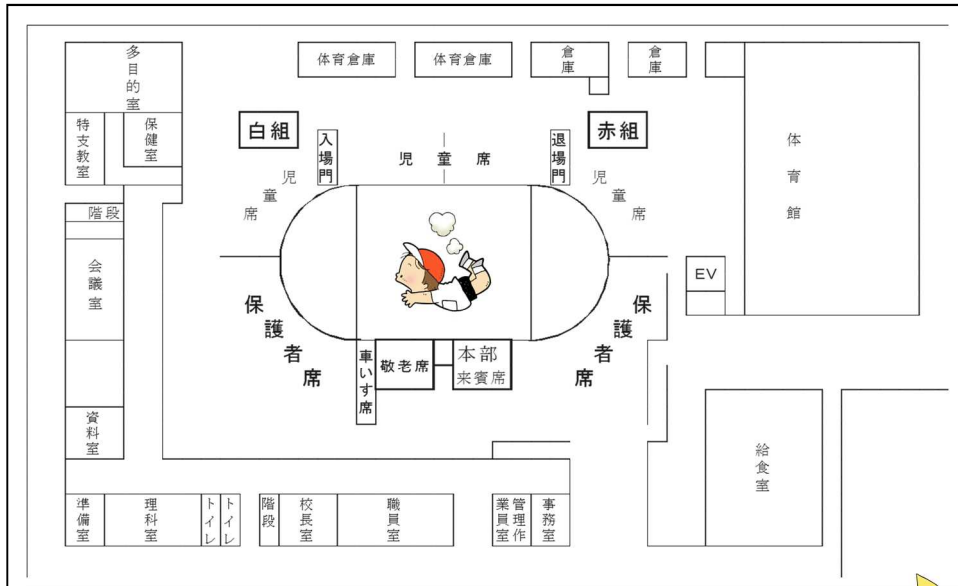 多目的室
体育倉庫
体育倉庫
倉庫
倉庫
特支教室
保健室
白組
入場門
児童席
退場門
赤組
体育館
児童席
児童席
階段
会議室
EV
保護者席
保護者席
車いす席
敬老席
本部
来賓席
資料室
給食室
準備室
理科室
トイレ
トイレ
階段
校長室
職員室
管理作
業員室
事務室